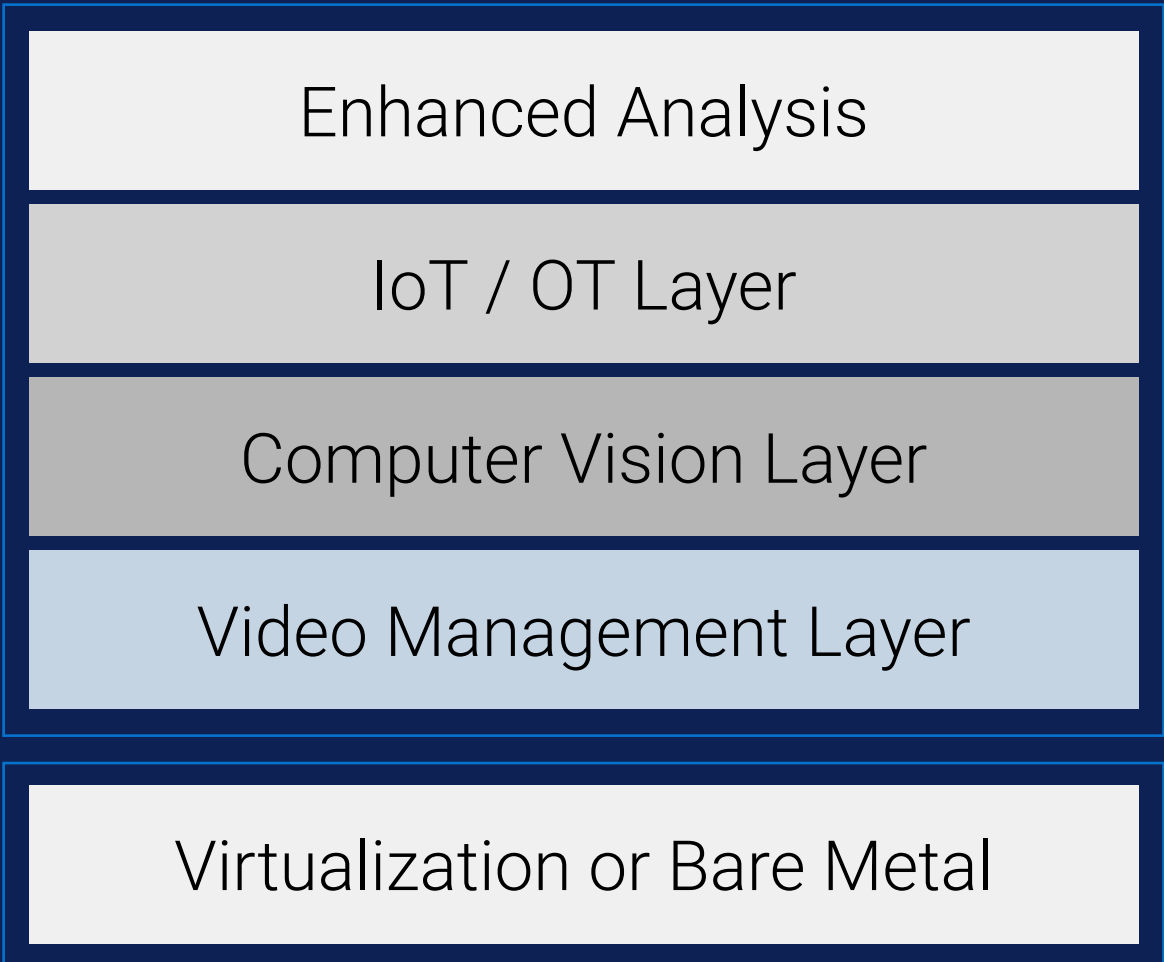 Enhanced Analysis
IoT / OT Layer
Computer Vision Layer
Video Management Layer
Virtualization or Bare Metal